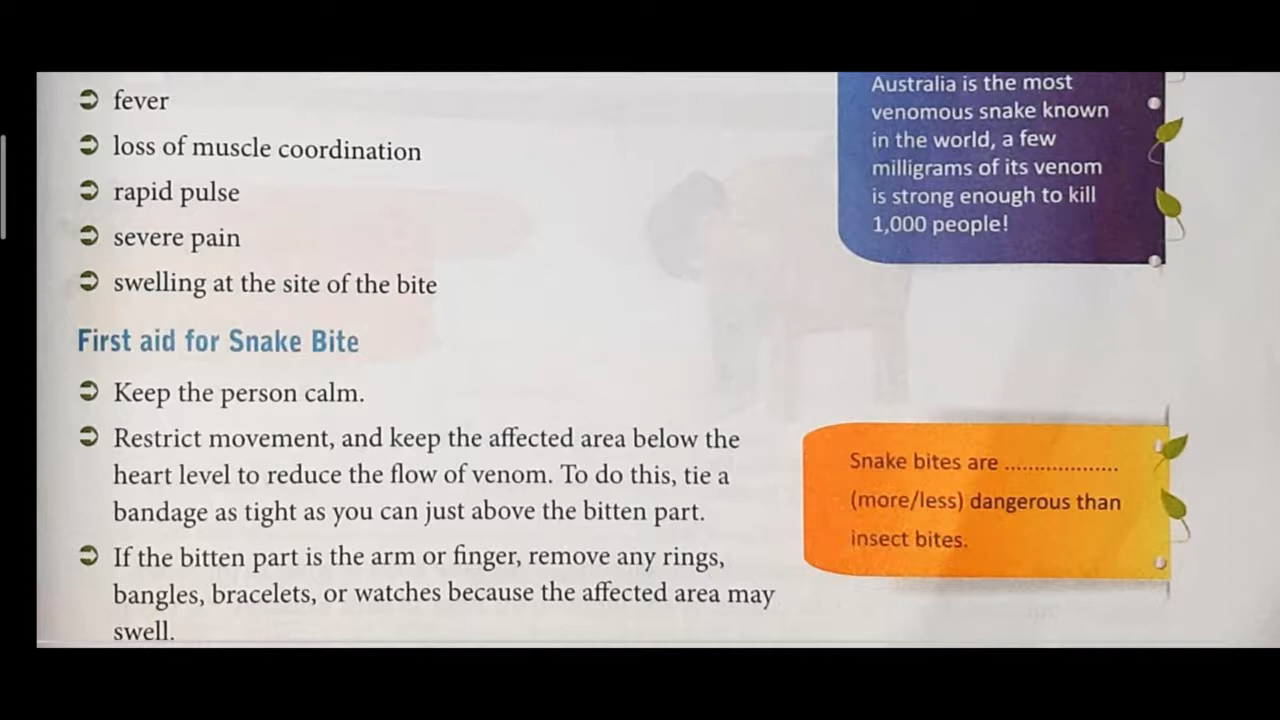 fever
loss of muscle coordination
rapid pulse
severe pain
swelling at the site of the bite
First aid for Snake Bite
Keep the person calm.
Restrict movement, and keep the affected area below the
heart level to reduce the flow of venom. To do this, tie a
bandage as tight as you can just above the bitten part.
If the bitten part is the arm or finger, remove any rings,
bangles, bracelets, or watches because the affected area may
swell.
Australia is the most
venomous snake known
in the world, a few
milligrams of its venom
is strong enough to kill
1,000 people!
Snake bites are ...................
(more/less) dangerous than
insect bites.